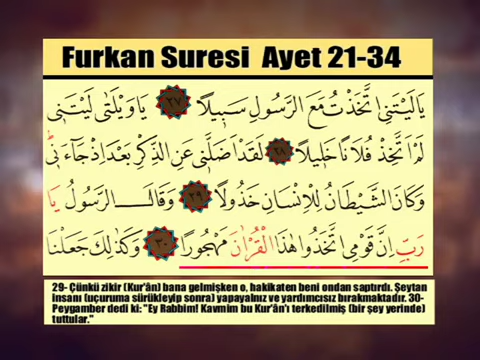 Furkan Suresi Ayet 21-34
يَالَيْتَنِي اتَّخَذْتُ مَعَ الرَّسُولِ سَبِيلًا ٢٧ يَا وَيْلَتٰى لَيْتَنِي
لَمْ اَتَّخِذْ فُلَانًا خَلِيلًا ٢٨ لَقَدْ اَضَلَّنِي عَنِ الذِّكْرِ بَعْدَ اِذْ جَٓاءَنِي
وَكَانَ الشَّيْطَانُ لِلْاِنْسَانِ خَذُولًا ٢٩ وَقَالَ الرَّسُولُ يَا
رَبِّ اِنَّ قَوْمِي اتَّخَذُوا هٰذَا الْقُرْاٰنَ مَهْجُورًا ٣٠ وَكَذٰلِكَ جَعَلْنَا
29- Çünkü zikir (Kur'ân) bana gelmişken o, hakikaten beni ondan saptırdı. Şeytan
insanı (uçuruma sürükleyip sonra) yapayalnız ve yardımcısız bırakmaktadır. 30-
Peygamber dedi ki: "Ey Rabbim! Kavmim bu Kur'ân'ı terkedilmiş (bir şey yerinde)
tuttular."